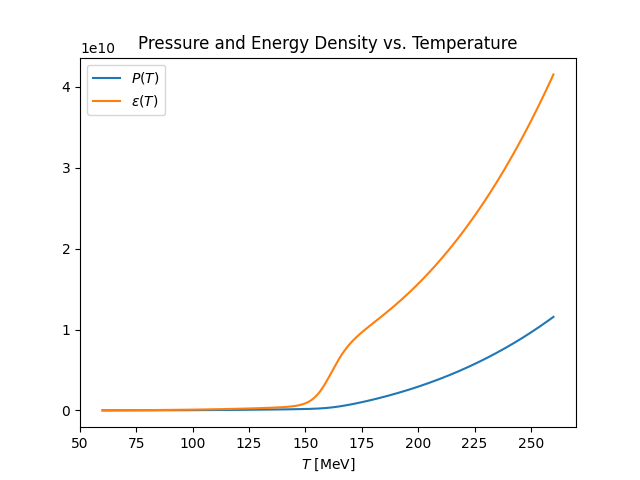 Pressure and Energy Density vs. Temperature
1e10
P(T)
ε(T)
4
3
2
1
0
50 75 100 125 150 175 200 225 250
T [MeV]